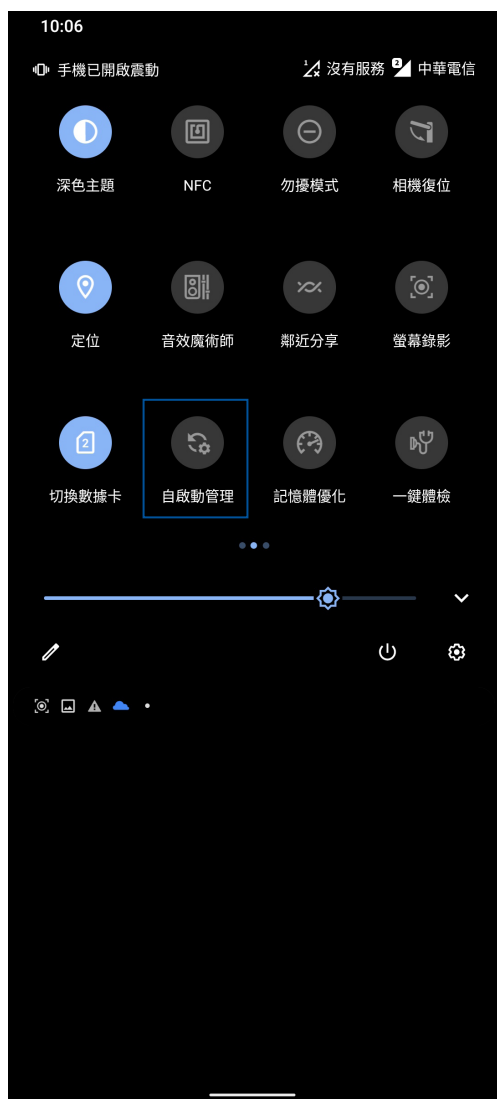 10:06
手機已開啟震動 1 沒有服務 2 中華電信
深色主題 NFC 勿擾模式 相機復位
定位 音效魔術師 鄰近分享 螢幕錄影
2
切換數據卡 自啟動管理 記憶體優化 一鍵體檢